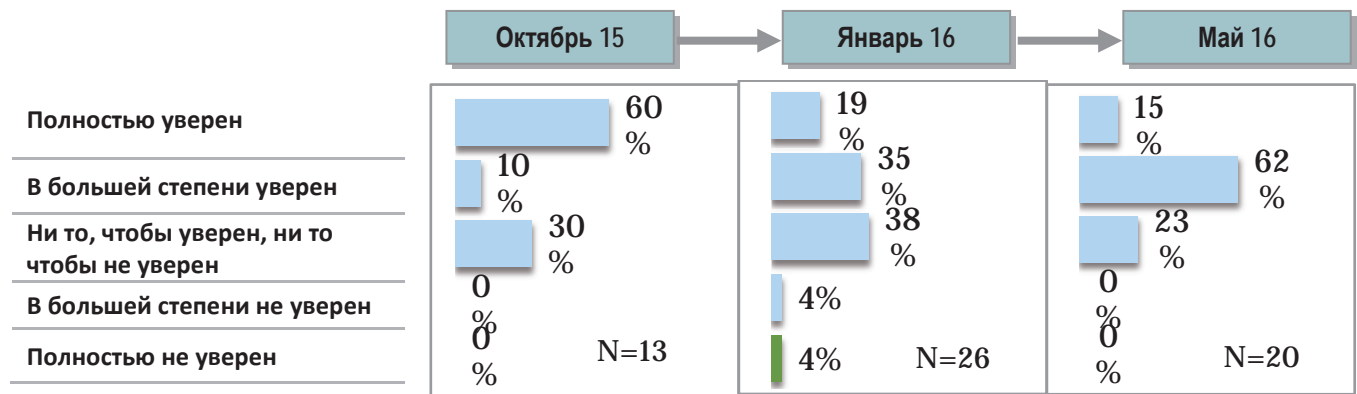 Октябрь 15
Январь 16
Май 16
Полностью уверен
60
%
19
%
15
%
В большей степени уверен
10
%
35
%
62
%
Ни то, чтобы уверен, ни то
чтобы не уверен
30
%
38
%
23
%
В большей степени не уверен
0
%
4%
0
%
Полностью не уверен
0
%
N=13
4%
N=26
0
%
N=20